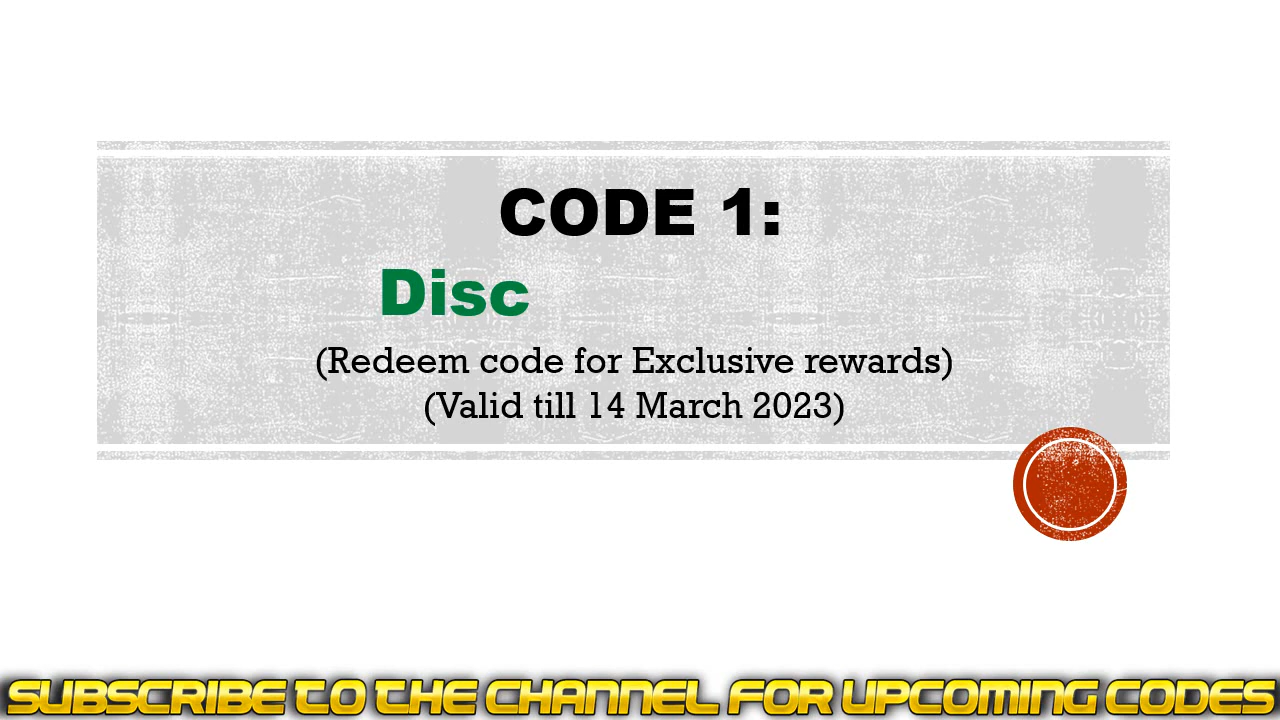 CODE 1:
Disc
(Redeem code for Exclusive rewards)
(Valid till 14 March 2023)
SUBSCRIBE TO THE CHANNEL FOR UPCOMING CODES